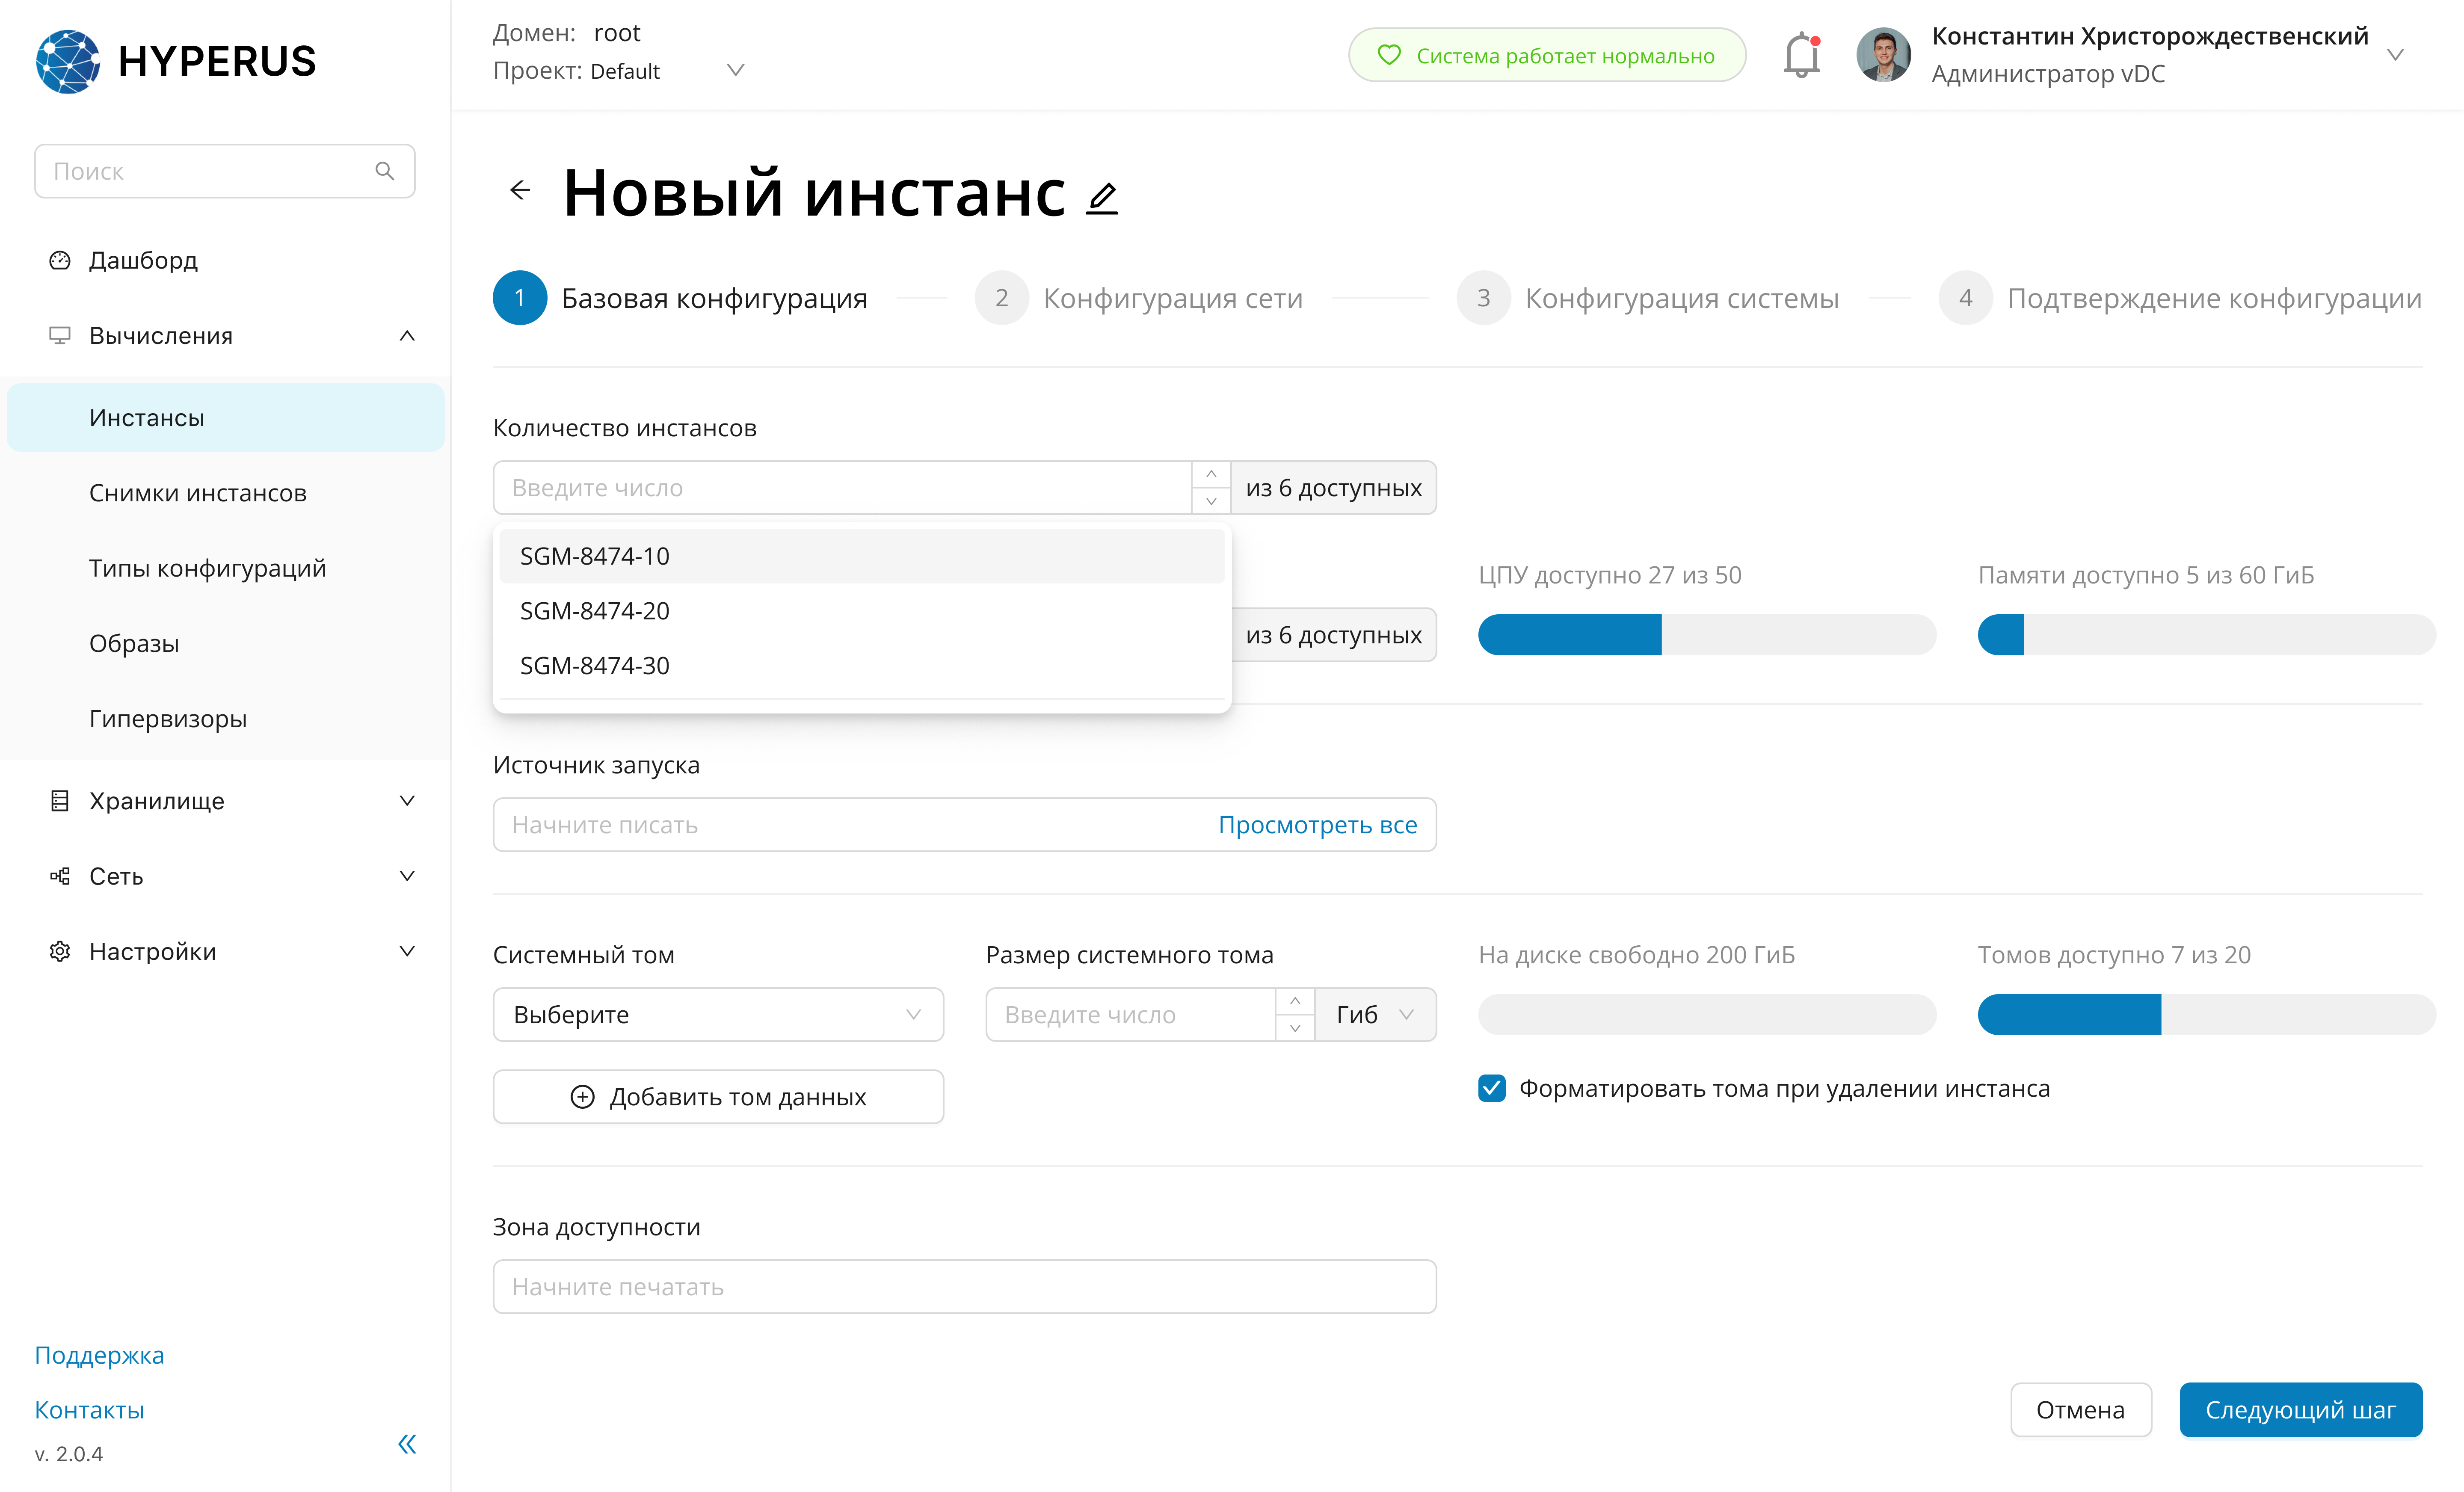 HYPERUS
Поиск
Дашборд
Вычисления
Инстансы
Снимки инстансов
Типы конфигураций
Образы
Гипервизоры
Хранилище
Сеть
Настройки
Поддержка
Контакты
v. 2.0.4
Домен: root
Проект: Default
Система работает нормально
Константин Христорождественский
Администратор vDC
Новый инстанс
1 Базовая конфигурация
2 Конфигурация сети
3 Конфигурация системы
4 Подтверждение конфигурации
Количество инстансов
Введите число
из 6 доступных
SGM-8474-10
SGM-8474-20
SGM-8474-30
из 6 доступных
ЦПУ доступно 27 из 50
Памяти доступно 5 из 60 ГиБ
Источник запуска
Начните писать
Просмотреть все
Системный том
Выберите
Размер системного тома
Введите число
Гиб
На диске свободно 200 ГиБ
Томов доступно 7 из 20
Добавить том данных
Форматировать тома при удалении инстанса
Зона доступности
Начните печатать
Отмена
Следующий шаг